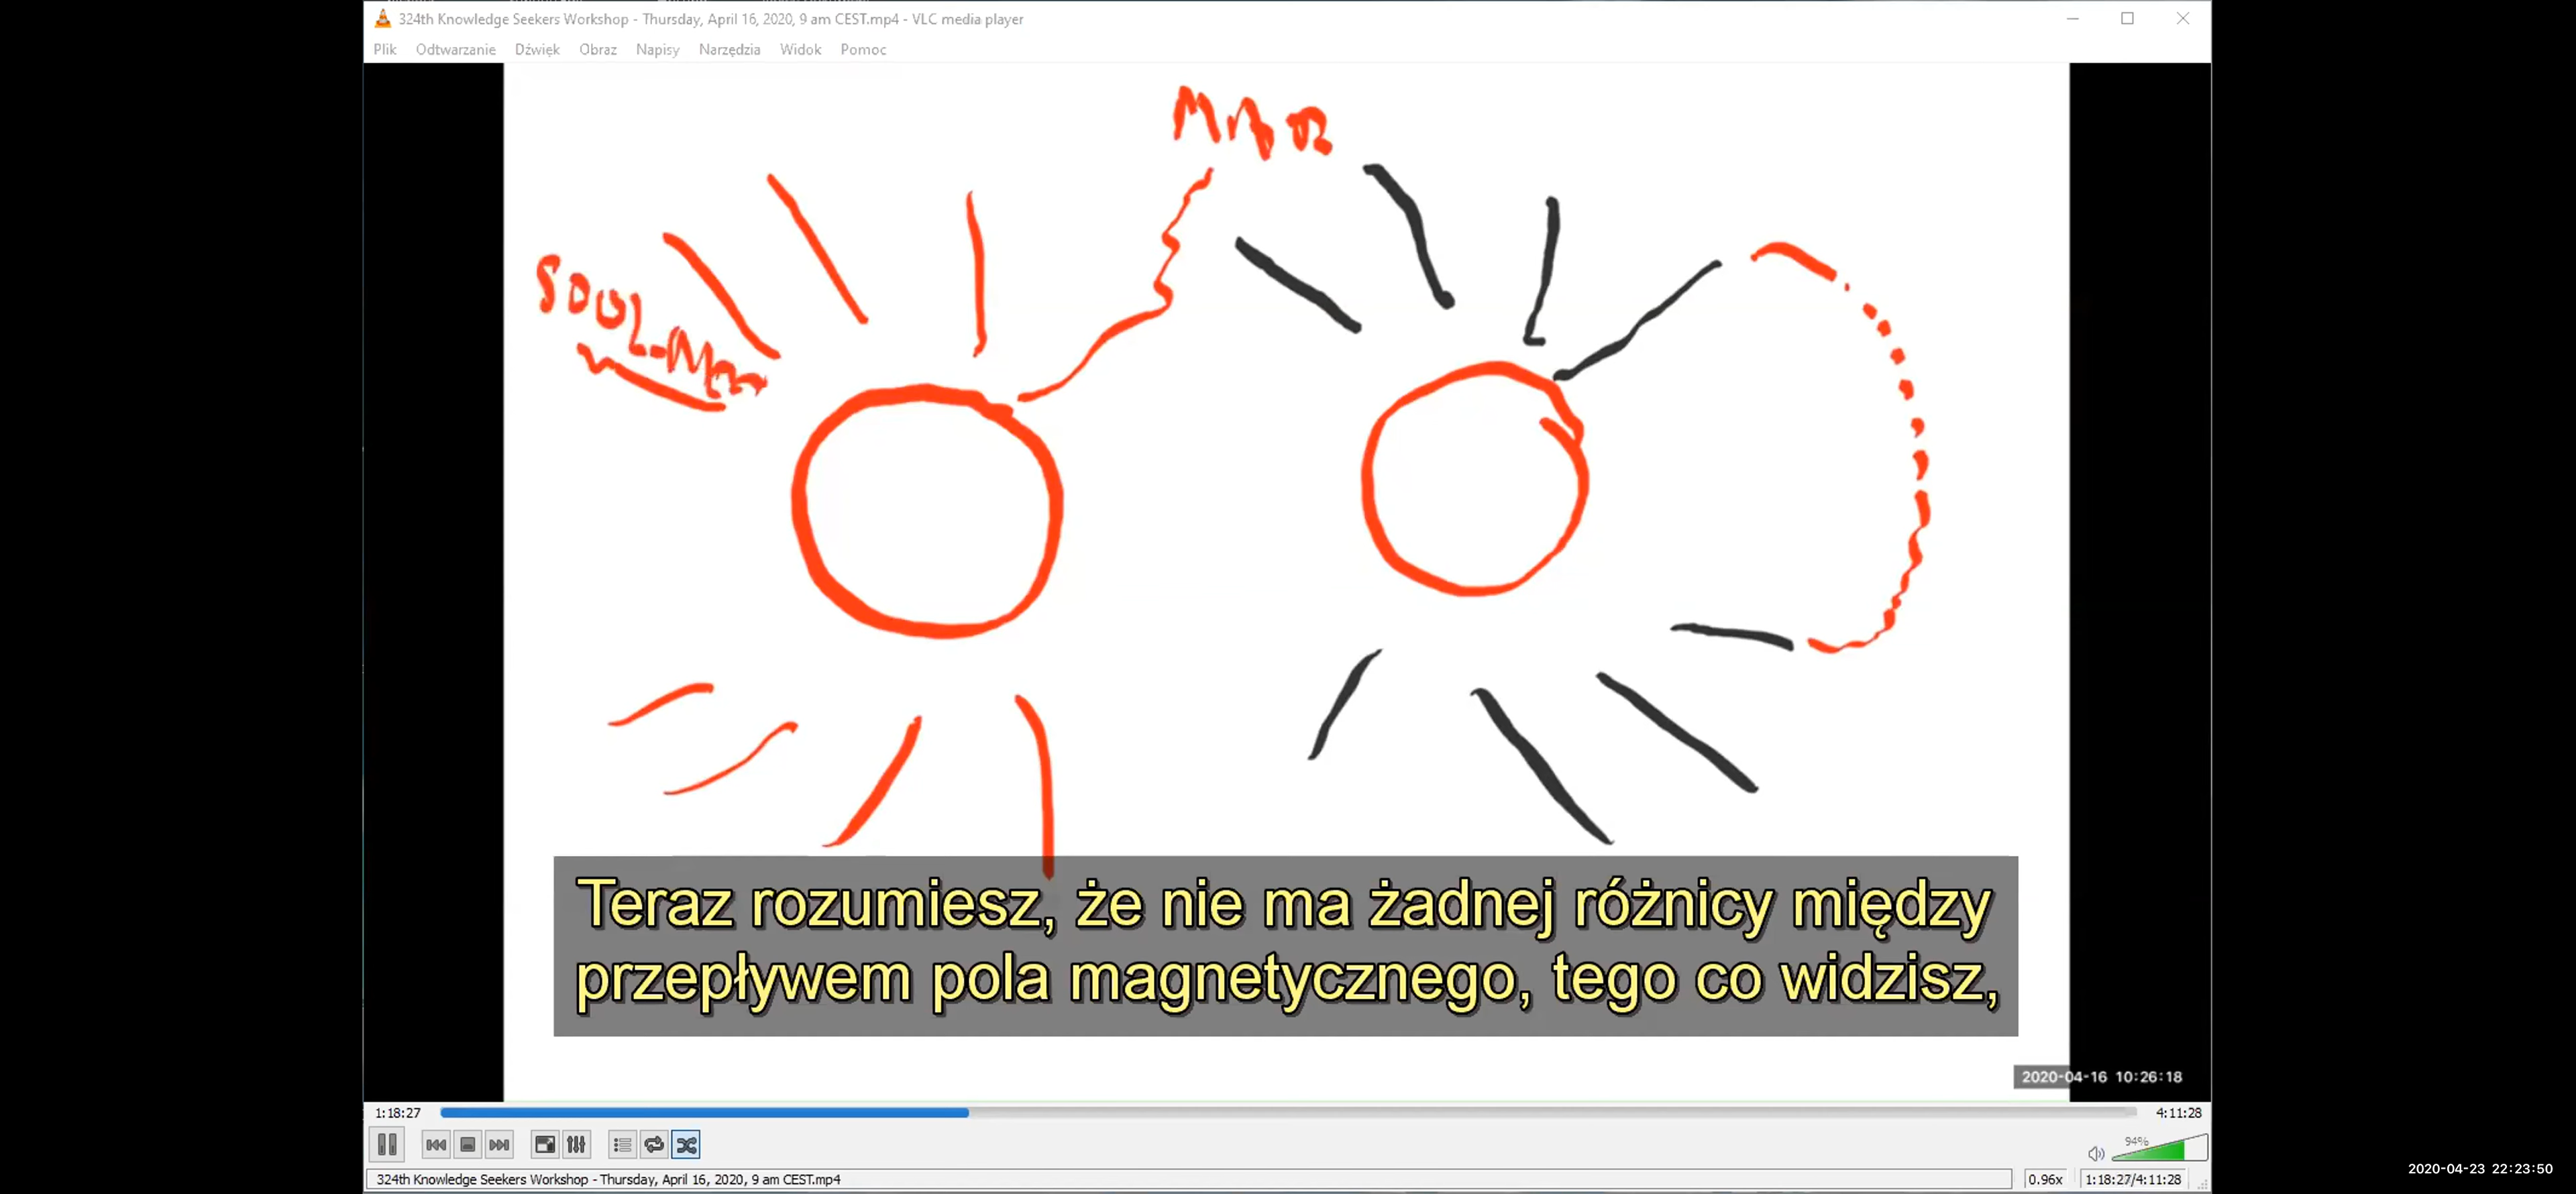 324th Knowledge Seekers Workshop - Thursday, April 16, 2020, 9 am CEST.mp4 - VLC media player
Plik Odtwarzanie Dźwięk Obraz Napisy Narzędzia Widok Pomoc
SOUL
Teraz rozumiesz, że nie ma żadnej różnicy między
przepływem pola magnetycznego, tego co widzisz,
2020-04-16 10:26:18
1:18:27 4:11:28
94%
324th Knowledge Seekers Workshop - Thursday, April 16, 2020, 9 am CEST.mp4 0.96x 1:18:27/4:11:28
2020-04-23 22:23:50